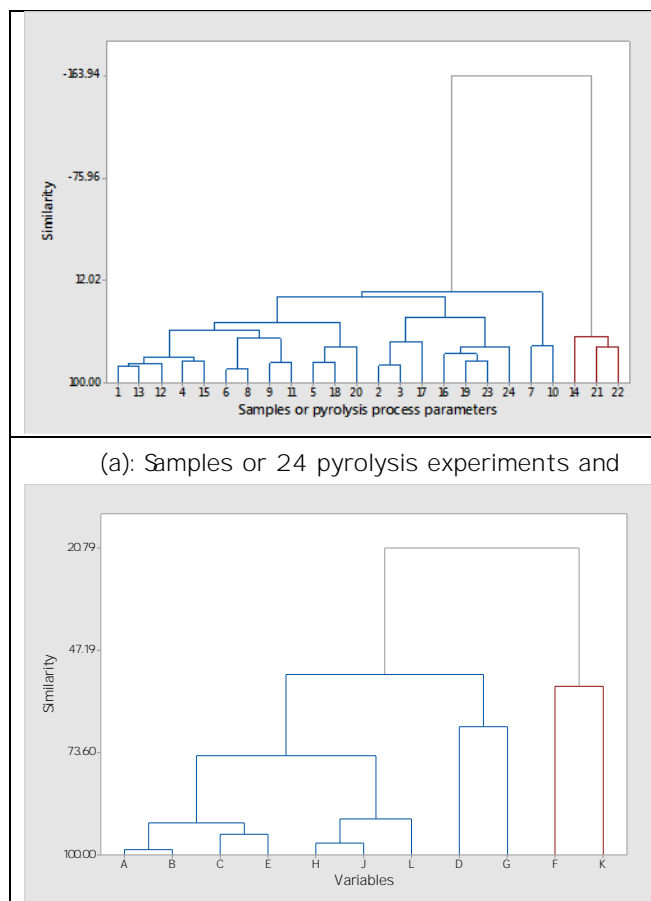 -163.94
-75.96
12.02
100.00
Similarity
1 13 12 4 15 6 8 9 11 5 18 20 2 3 17 16 19 23 24 7 10 14 21 22
Samples or pyrolysis process parameters
(a): Samples or 24 pyrolysis experiments and
20.79
47.19
73.60
100.00
Similarity
A B C E H J L D G F K
Variables